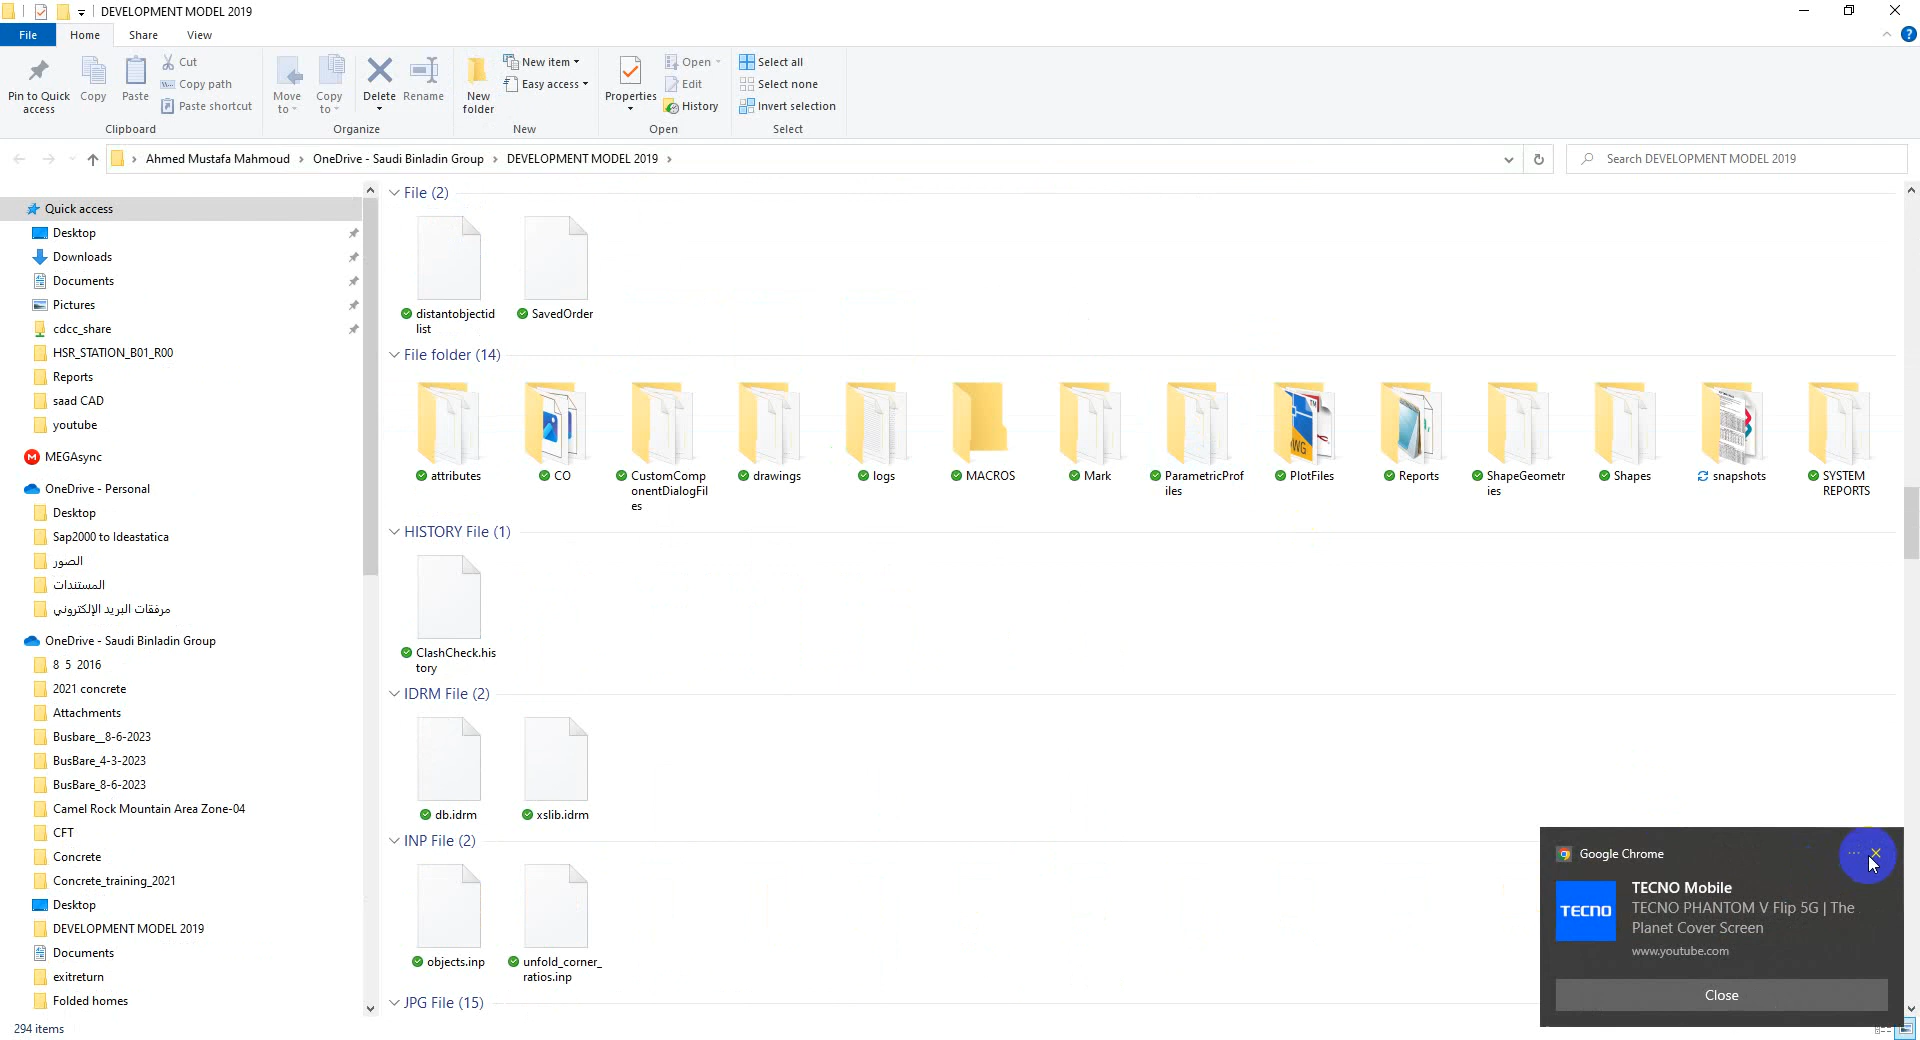 DEVELOPMENT MODEL 2019
File Home Share View
Pin to Quick access
Copy
Paste
Cut
Copy path
Paste shortcut
Clipboard
Move to
Copy to
Delete
Rename
Organize
New folder
New item
Easy access
New
Properties
Open
Edit
History
Open
Select all
Select none
Invert selection
Select
Ahmed Mustafa Mahmoud › OneDrive - Saudi Binladin Group › DEVELOPMENT MODEL 2019 ›
Search DEVELOPMENT MODEL 2019
Quick access
Desktop
Downloads
Documents
Pictures
cdcc_share
HSR_STATION_B01_R00
Reports
saad CAD
youtube
MEGAsync
OneDrive - Personal
Desktop
Sap2000 to Ideastatica
الصور
المستندات
مرفقات البريد الإلكتروني
OneDrive - Saudi Binladin Group
8 5 2016
2021 concrete
Attachments
Busbare__8-6-2023
BusBare_4-3-2023
BusBare_8-6-2023
Camel Rock Mountain Area Zone-04
CFT
Concrete
Concrete_training_2021
Desktop
DEVELOPMENT MODEL 2019
Documents
exitreturn
Folded homes
294 items
File (2)
distantobjectid
list
SavedOrder
File folder (14)
attributes
CO
CustomComp
onentDialogFil
es
drawings
logs
MACROS
Mark
ParametricProf
iles
PlotFiles
Reports
ShapeGeometr
ies
Shapes
snapshots
SYSTEM
REPORTS
HISTORY File (1)
ClashCheck.his
tory
IDRM File (2)
db.idrm
xslib.idrm
INP File (2)
objects.inp
unfold_corner_
ratios.inp
JPG File (15)
Google Chrome
TECNO
TECNO Mobile
TECNO PHANTOM V Flip 5G | The
Planet Cover Screen
www.youtube.com
Close